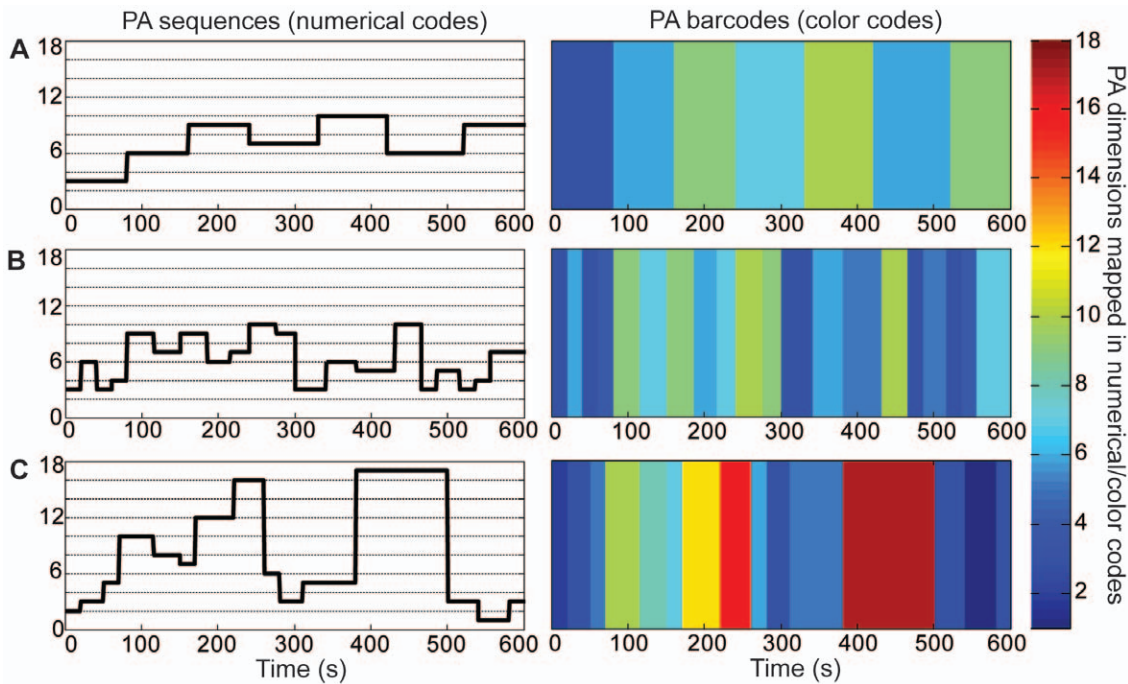 PA sequences (numerical codes)
PA barcodes (color codes)
A
18
12
6
0
0 100 200 300 400 500 600
0 100 200 300 400 500 600
B
18
12
6
0
0 100 200 300 400 500 600
0 100 200 300 400 500 600
C
18
12
6
0
0 100 200 300 400 500 600
0 100 200 300 400 500 600
Time (s)
Time (s)
18
16
14
12
10
8
6
4
2
PA dimensions mapped in numerical/color codes